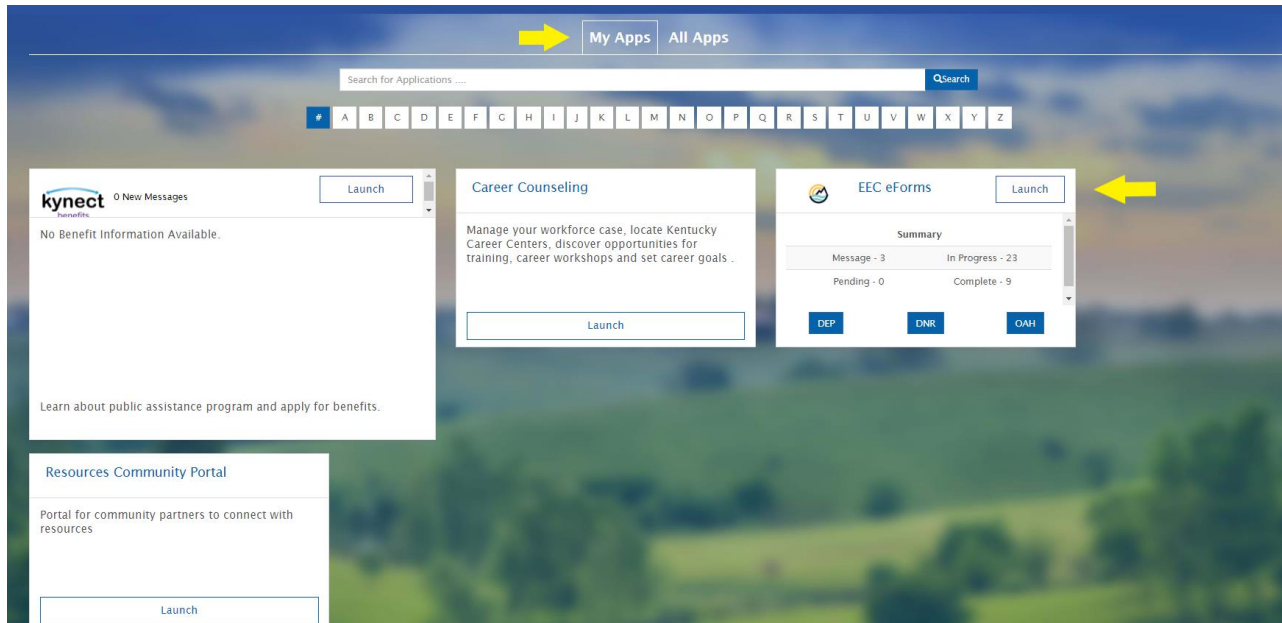 My Apps All Apps
Search for Applications ....
Search
# A B C D E F G H I J K L M N O P Q R S T U V W X Y Z
kynect
benefits
0 New Messages
Launch
No Benefit Information Available.
Learn about public assistance program and apply for benefits.
Career Counseling
Manage your workforce case, locate Kentucky
Career Centers, discover opportunities for
training, career workshops and set career goals .
Launch
EEC eForms
Launch
Summary
Message - 3 In Progress - 23
Pending - 0 Complete - 9
DEP DNR OAH
Resources Community Portal
Portal for community partners to connect with
resources
Launch